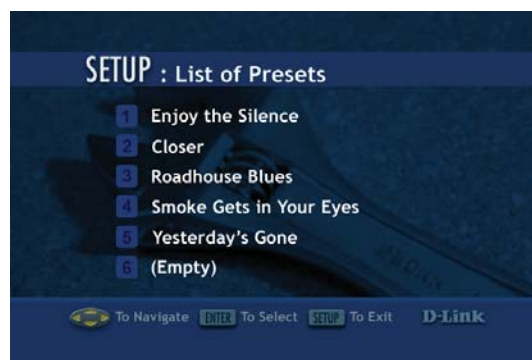 SETUP : List of Presets
1 Enjoy the Silence
2 Closer
3 Roadhouse Blues
4 Smoke Gets in Your Eyes
5 Yesterday's Gone
6 (Empty)
To Navigate ENTER To Select SETUP To Exit D-Link